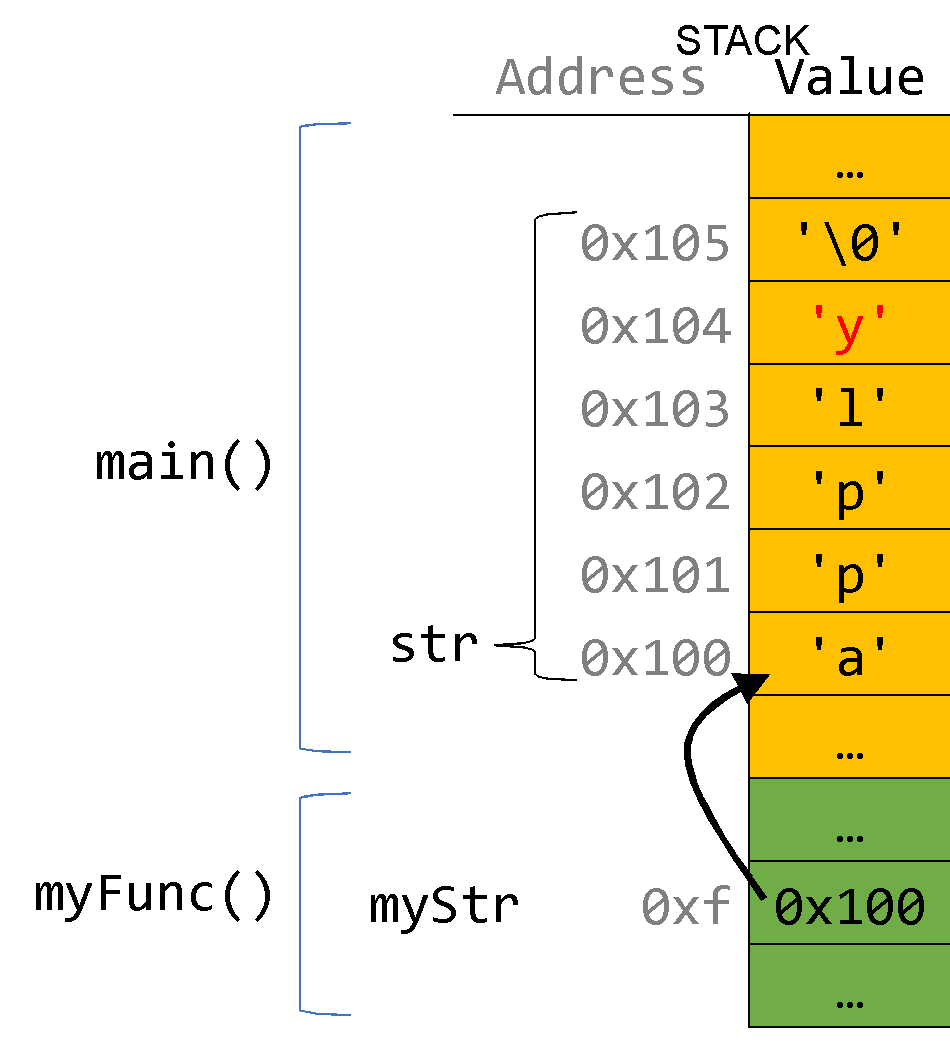 STACK
Address Value
…
0x105 '\0'
0x104 'y'
0x103 'l'
main() 0x102 'p'
0x101 'p'
str 0x100 'a'
…
…
myFunc() myStr 0xf 0x100
…